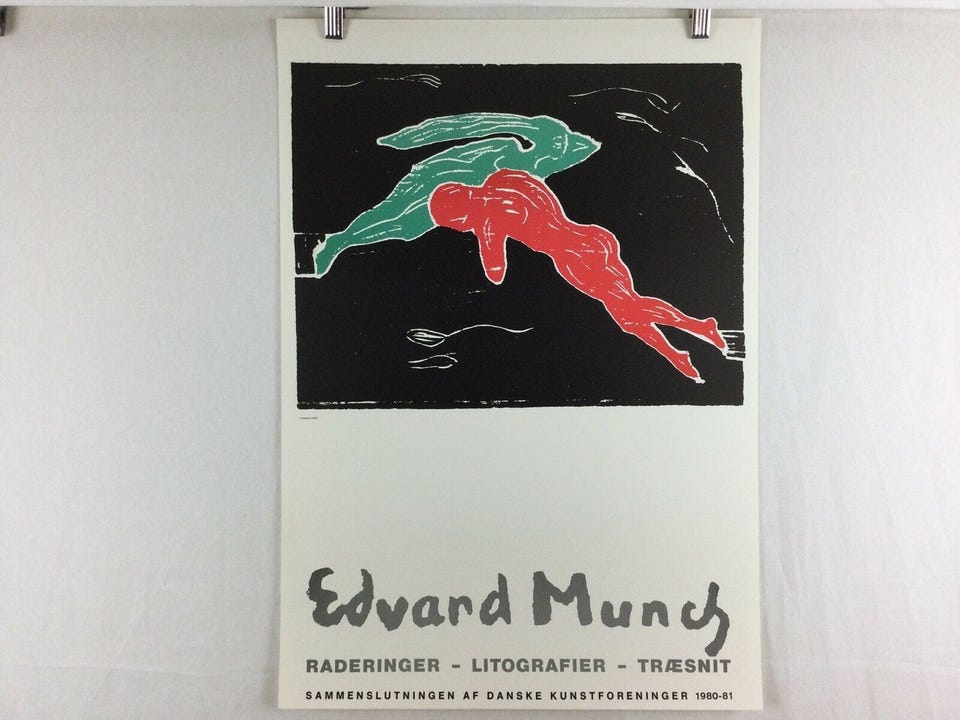 Edvard Munch
RADERINGER – LITOGRAFIER – TRÆSNIT
SAMMENSLUTNINGEN AF DANSKE KUNSTFORENINGER 1980-81